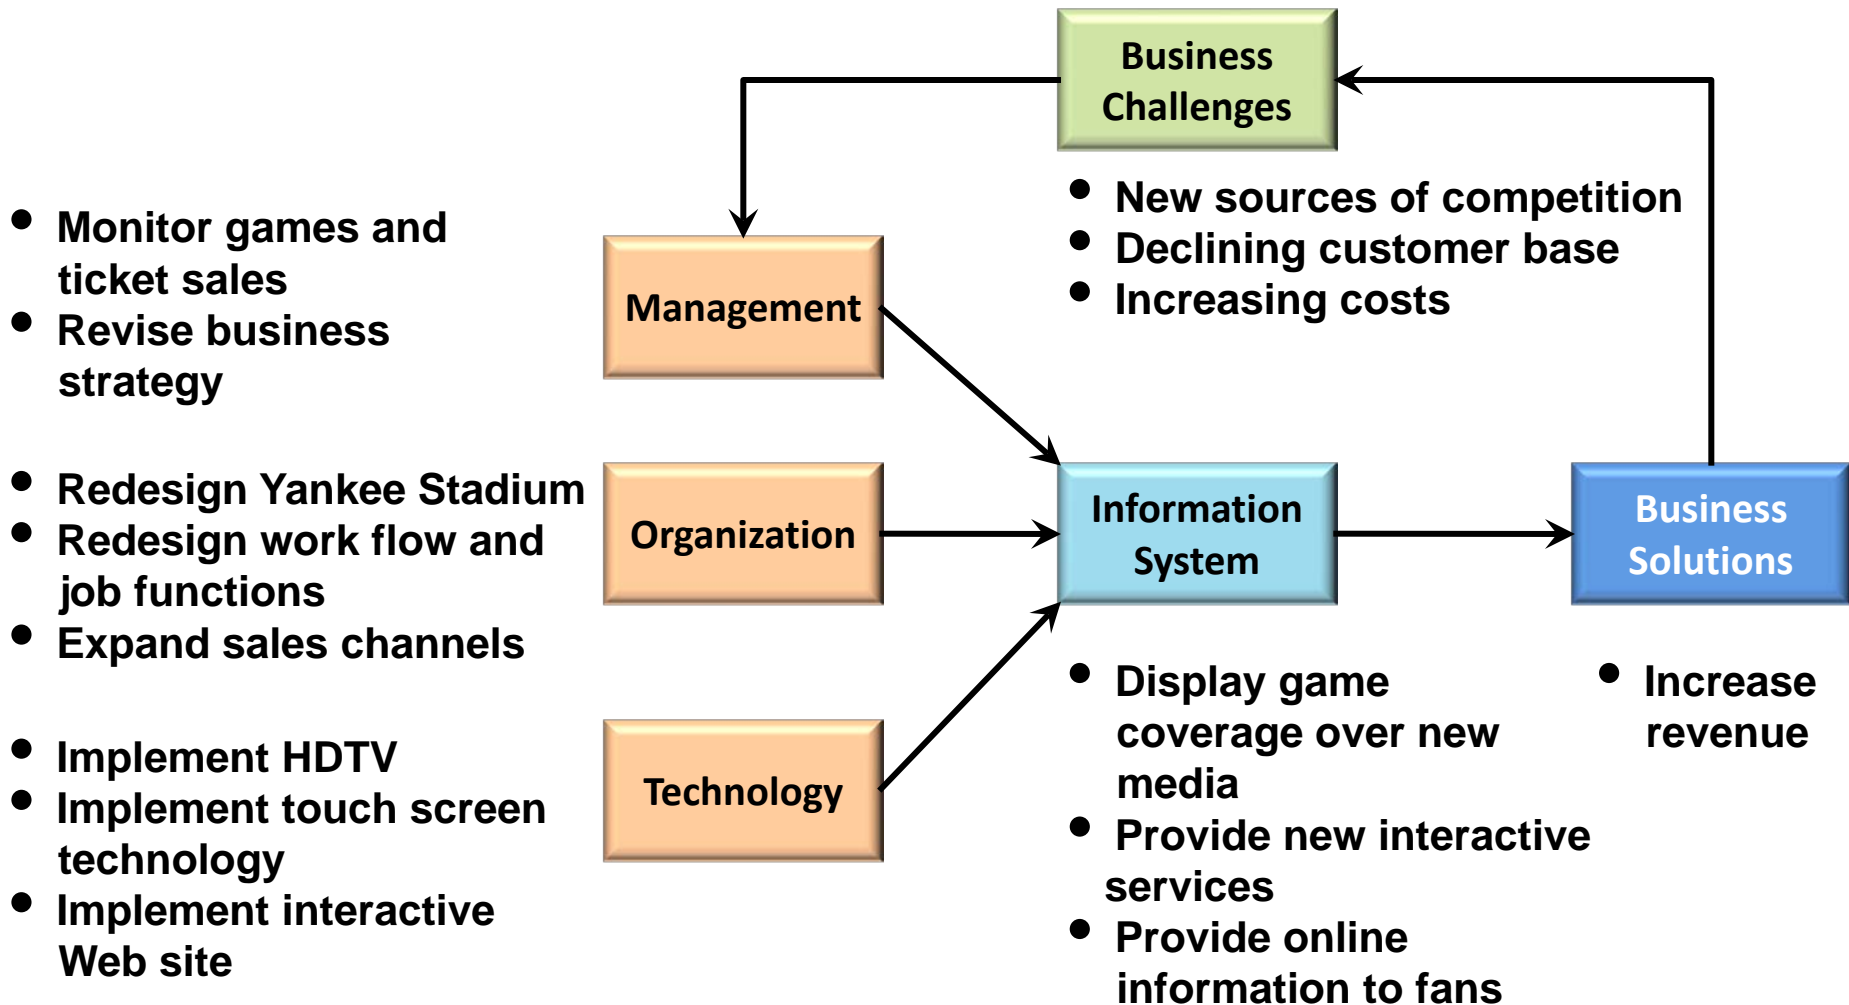 Business
Challenges
• New sources of competition
• Declining customer base
• Increasing costs
• Monitor games and
ticket sales
• Revise business
strategy
Management
• Redesign Yankee Stadium
• Redesign work flow and
job functions
• Expand sales channels
Organization
Information
System
Business
Solutions
• Implement HDTV
• Implement touch screen
technology
• Implement interactive
Web site
Technology
• Display game
coverage over new
media
• Provide new interactive
services
• Provide online
information to fans
• Increase
revenue